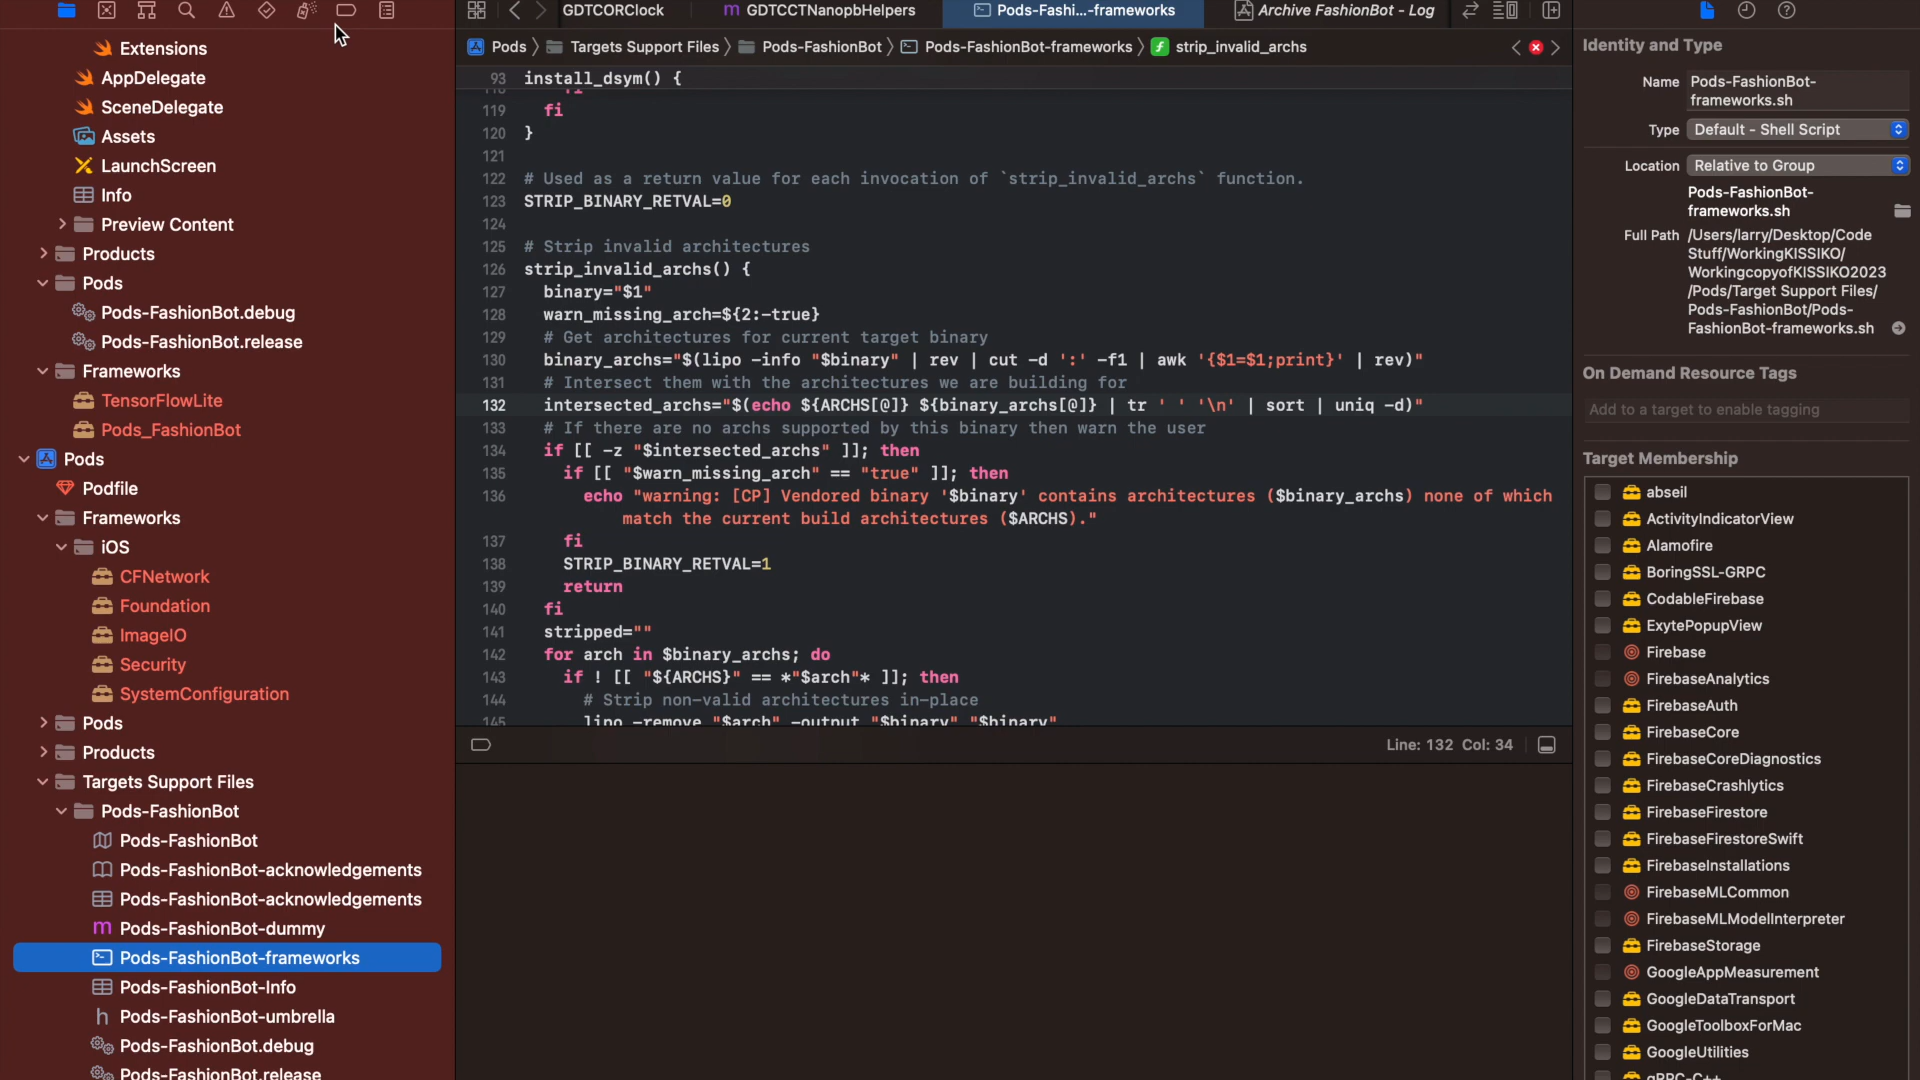 Extensions
AppDelegate
SceneDelegate
Assets
LaunchScreen
Info
Preview Content
Products
Pods
Pods-FashionBot.debug
Pods-FashionBot.release
Frameworks
TensorFlowLite
Pods_FashionBot
Pods
Podfile
Frameworks
iOS
CFNetwork
Foundation
ImageIO
Security
SystemConfiguration
Pods
Products
Targets Support Files
Pods-FashionBot
Pods-FashionBot
Pods-FashionBot-acknowledgements
Pods-FashionBot-acknowledgements
m Pods-FashionBot-dummy
Pods-FashionBot-frameworks
Pods-FashionBot-Info
h Pods-FashionBot-umbrella
Pods-FashionBot.debug
Pods-FashionBot.release
GDTCORClock m GDTCCTNanopbHelpers Pods-Fashi...-frameworks Archive FashionBot - Log
Pods Targets Support Files Pods-FashionBot Pods-FashionBot-frameworks f strip_invalid_archs
93 install_dsym() {
118 fi
119 fi
120 }
121
122 # Used as a return value for each invocation of `strip_invalid_archs` function.
123 STRIP_BINARY_RETVAL=0
124
125 # Strip invalid architectures
126 strip_invalid_archs() {
127 binary="$1"
128 warn_missing_arch=${2:-true}
129 # Get architectures for current target binary
130 binary_archs="$(lipo -info "$binary" | rev | cut -d ':' -f1 | awk '{$1=$1;print}' | rev)"
131 # Intersect them with the architectures we are building for
132 intersected_archs="$(echo ${ARCHS[@]} ${binary_archs[@]} | tr ' ' '\n' | sort | uniq -d)"
133 # If there are no archs supported by this binary then warn the user
134 if [[ -z "$intersected_archs" ]]; then
135 if [[ "$warn_missing_arch" == "true" ]]; then
136 echo "warning: [CP] Vendored binary '$binary' contains architectures ($binary_archs) none of which
match the current build architectures ($ARCHS)."
137 fi
138 STRIP_BINARY_RETVAL=1
139 return
140 fi
141 stripped=""
142 for arch in $binary_archs; do
143 if ! [[ "${ARCHS}" == *"$arch"* ]]; then
144 # Strip non-valid architectures in-place
145 lipo -remove "$arch" -output "$binary" "$binary"
Line: 132 Col: 34
Identity and Type
Name Pods-FashionBot-
frameworks.sh
Type Default - Shell Script
Location Relative to Group
Pods-FashionBot-
frameworks.sh
Full Path /Users/larry/Desktop/Code
Stuff/WorkingKISSIKO/
WorkingcopyofKISSIKO2023
/Pods/Target Support Files/
Pods-FashionBot/Pods-
FashionBot-frameworks.sh
On Demand Resource Tags
Add to a target to enable tagging
Target Membership
abseil
ActivityIndicatorView
Alamofire
BoringSSL-GRPC
CodableFirebase
ExytePopupView
Firebase
FirebaseAnalytics
FirebaseAuth
FirebaseCore
FirebaseCoreDiagnostics
FirebaseCrashlytics
FirebaseFirestore
FirebaseFirestoreSwift
FirebaseInstallations
FirebaseMLCommon
FirebaseMLModelInterpreter
FirebaseStorage
GoogleAppMeasurement
GoogleDataTransport
GoogleToolboxForMac
GoogleUtilities
gRPC-C++